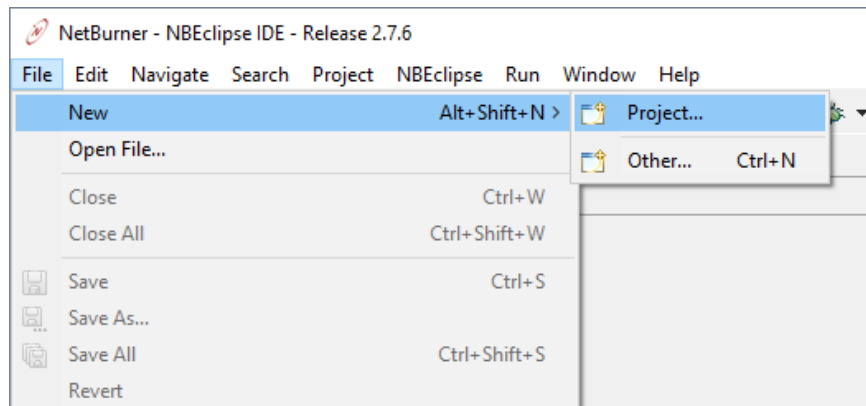 NetBurner - NBEclipse IDE - Release 2.7.6
File Edit Navigate Search Project NBEclipse Run Window Help
New Alt+Shift+N > Project...
Open File...
Other... Ctrl+N
Close Ctrl+W
Close All Ctrl+Shift+W
Save Ctrl+S
Save As...
Save All Ctrl+Shift+S
Revert